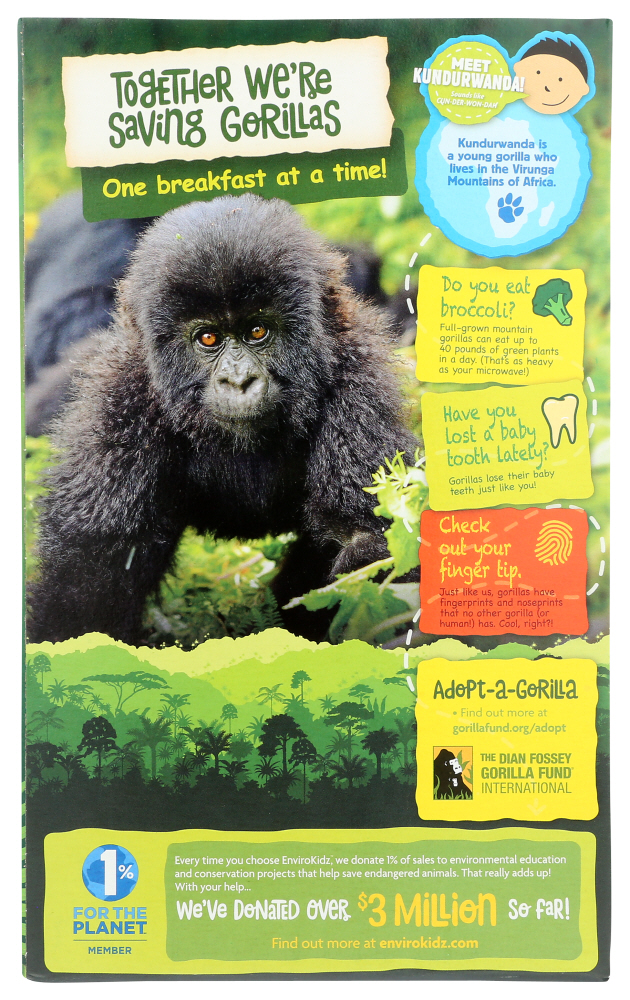 TOGETHER WE'RE
SAVING GORILLAS
One breakfast at a time!
MEET
KUNDURWANDA!
Sounds like
CUN-DER-WON-DAH
Kundurwanda is
a young gorilla who
lives in the Virunga
Mountains of Africa.
Do you eat
broccoli?
Full-grown mountain
gorillas can eat up to
40 pounds of green plants
in a day. (Thats as heavy
as your microwave!)
Have you
lost a baby
tooth lately?
Gorillas lose their baby
teeth just like you!
Check
out your
finger tip.
Just like us, gorillas have
fingerprints and noseprints
that no other gorilla (or
human!) has. Cool, right?!
ADOPT-A-GORILLA
• Find out more at
gorillafund.org/adopt
THE DIAN FOSSEY
GORILLA FUND
INTERNATIONAL
1%
FOR THE
PLANET
MEMBER
Every time you choose EnviroKidz, we donate 1% of sales to environmental education
and conservation projects that help save endangered animals. That really adds up!
With your help...
WE'VE DONATED OVER $3 MILLION SO FAR!
Find out more at envirokidz.com